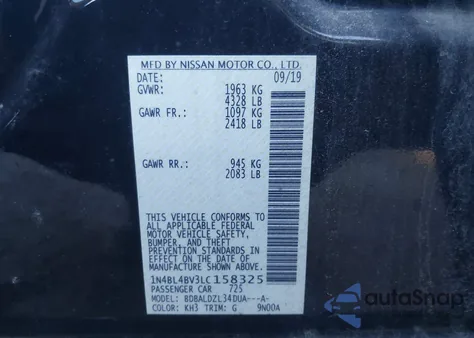 MFD BY NISSAN MOTOR CO., LTD.
DATE: 09/19
GVWR: 1963 KG
4328 LB
GAWR FR.: 1097 KG
2418 LB
GAWR RR.: 945 KG
2083 LB
THIS VEHICLE CONFORMS TO
ALL APPLICABLE FEDERAL
MOTOR VEHICLE SAFETY,
BUMPER, AND THEFT
PREVENTION STANDARDS IN
EFFECT ON THE DATE OF
MANUFACTURE SHOWN ABOVE.
1N4BL4BV3LC158325
PASSENGER CAR 725
MODEL: BDBALDZL34DUA---A-
COLOR: KH3 TRIM: G 9N00A
autoSnap